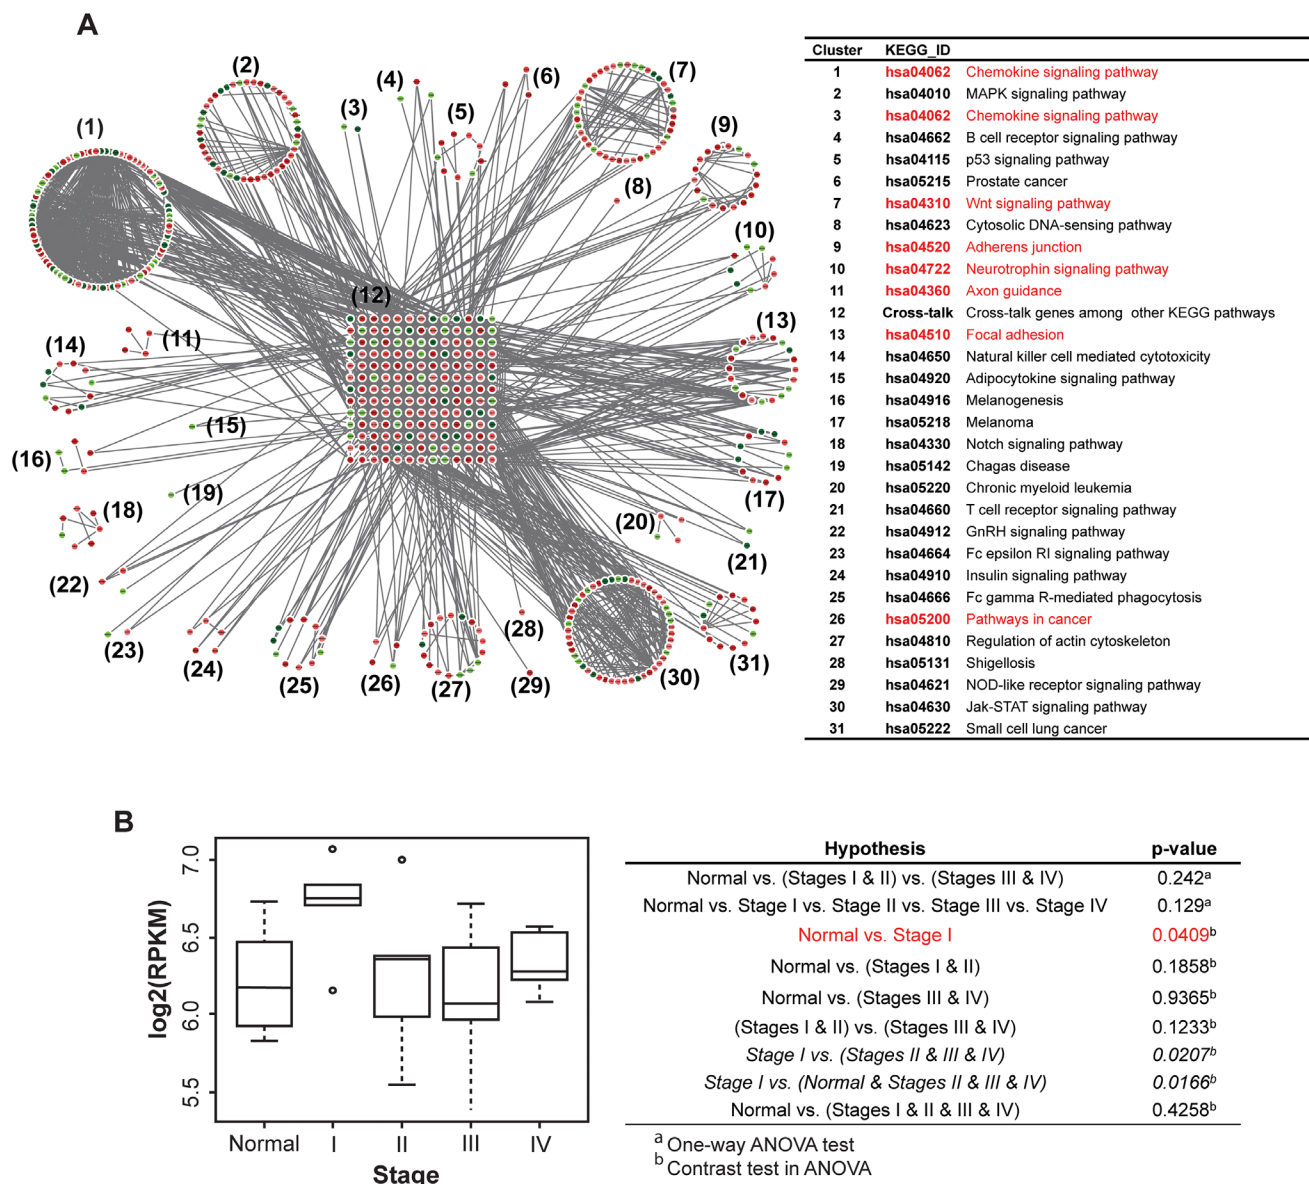 A
(1)
(2)
(3)
(4)
(5)
(6)
(7)
(8)
(9)
(10)
(11)
(12)
(13)
(14)
(15)
(16)
(17)
(18)
(19)
(20)
(21)
(22)
(23)
(24)
(25)
(26)
(27)
(28)
(29)
(30)
(31)
Cluster KEGG_ID
1 hsa04062 Chemokine signaling pathway
2 hsa04010 MAPK signaling pathway
3 hsa04062 Chemokine signaling pathway
4 hsa04662 B cell receptor signaling pathway
5 hsa04115 p53 signaling pathway
6 hsa05215 Prostate cancer
7 hsa04310 Wnt signaling pathway
8 hsa04623 Cytosolic DNA-sensing pathway
9 hsa04520 Adherens junction
10 hsa04722 Neurotrophin signaling pathway
11 hsa04360 Axon guidance
12 Cross-talk Cross-talk genes among other KEGG pathways
13 hsa04510 Focal adhesion
14 hsa04650 Natural killer cell mediated cytotoxicity
15 hsa04920 Adipocytokine signaling pathway
16 hsa04916 Melanogenesis
17 hsa05218 Melanoma
18 hsa04330 Notch signaling pathway
19 hsa05142 Chagas disease
20 hsa05220 Chronic myeloid leukemia
21 hsa04660 T cell receptor signaling pathway
22 hsa04912 GnRH signaling pathway
23 hsa04664 Fc epsilon RI signaling pathway
24 hsa04910 Insulin signaling pathway
25 hsa04666 Fc gamma R-mediated phagocytosis
26 hsa05200 Pathways in cancer
27 hsa04810 Regulation of actin cytoskeleton
28 hsa05131 Shigellosis
29 hsa04621 NOD-like receptor signaling pathway
30 hsa04630 Jak-STAT signaling pathway
31 hsa05222 Small cell lung cancer
B
log2(RPKM)
7.0
6.5
6.0
5.5
Normal I II III IV
Stage
Hypothesis p-value
Normal vs. (Stages I & II) vs. (Stages III & IV) 0.242a
Normal vs. Stage I vs. Stage II vs. Stage III vs. Stage IV 0.129a
Normal vs. Stage I 0.0409b
Normal vs. (Stages I & II) 0.1858b
Normal vs. (Stages III & IV) 0.9365b
(Stages I & II) vs. (Stages III & IV) 0.1233b
Stage I vs. (Stages II & III & IV) 0.0207b
Stage I vs. (Normal & Stages II & III & IV) 0.0166b
Normal vs. (Stages I & II & III & IV) 0.4258b
a One-way ANOVA test
b Contrast test in ANOVA